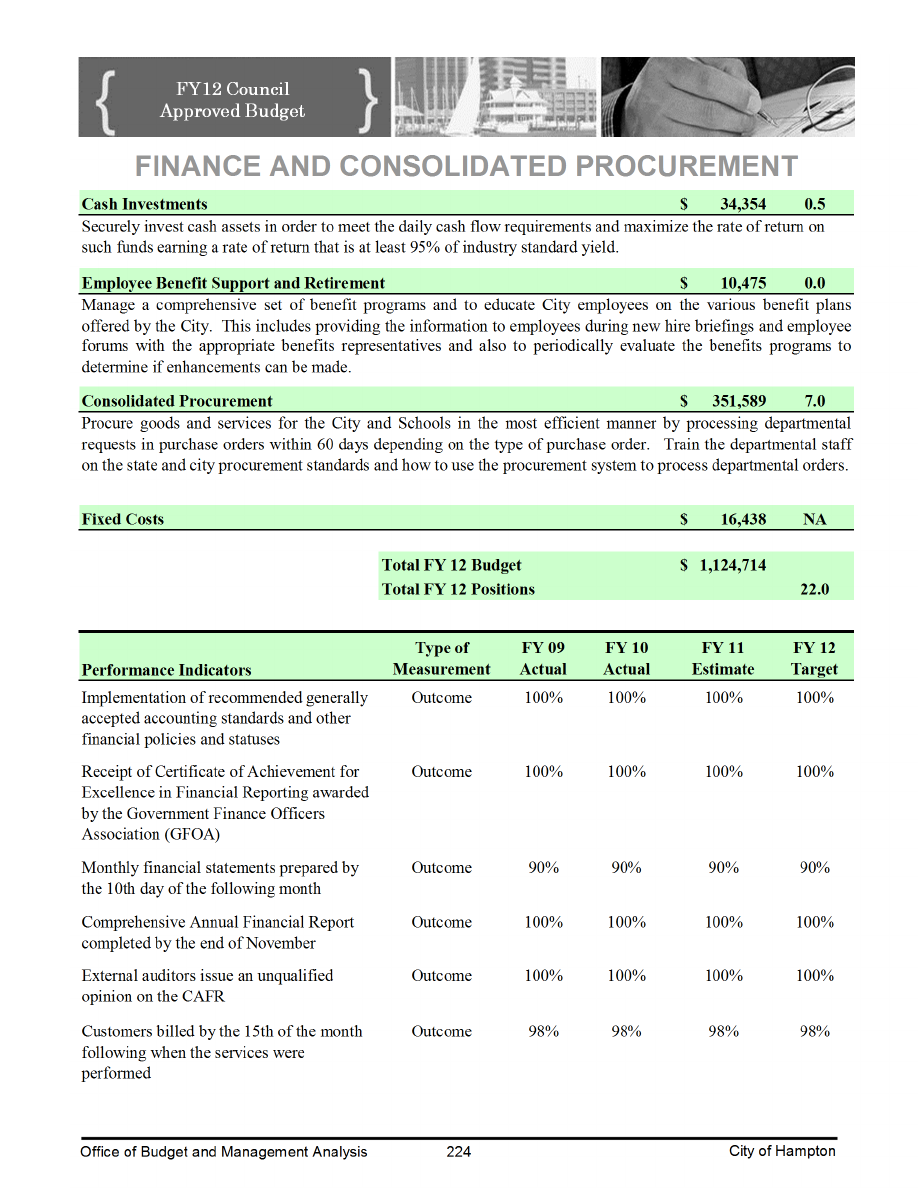 FY12 Council
Approved Budget
FINANCE AND CONSOLIDATED PROCUREMENT
Cash Investments $ 34,354 0.5
Securely invest cash assets in order to meet the daily cash flow requirements and maximize the rate of return on
such funds earning a rate of return that is at least 95% of industry standard yield.
Employee Benefit Support and Retirement $ 10,475 0.0
Manage a comprehensive set of benefit programs and to educate City employees on the various benefit plans
offered by the City. This includes providing the information to employees during new hire briefings and employee
forums with the appropriate benefits representatives and also to periodically evaluate the benefits programs to
determine if enhancements can be made.
Consolidated Procurement $ 351,589 7.0
Procure goods and services for the City and Schools in the most efficient manner by processing departmental
requests in purchase orders within 60 days depending on the type of purchase order. Train the departmental staff
on the state and city procurement standards and how to use the procurement system to process departmental orders.
Fixed Costs $ 16,438 NA
Total FY 12 Budget $ 1,124,714
Total FY 12 Positions 22.0
Type of FY 09 FY 10 FY 11 FY 12
Performance Indicators Measurement Actual Actual Estimate Target
Implementation of recommended generally Outcome 100% 100% 100% 100%
accepted accounting standards and other
financial policies and statuses
Receipt of Certificate of Achievement for Outcome 100% 100% 100% 100%
Excellence in Financial Reporting awarded
by the Government Finance Officers
Association (GFOA)
Monthly financial statements prepared by Outcome 90% 90% 90% 90%
the 10th day of the following month
Comprehensive Annual Financial Report Outcome 100% 100% 100% 100%
completed by the end of November
External auditors issue an unqualified Outcome 100% 100% 100% 100%
opinion on the CAFR
Customers billed by the 15th of the month Outcome 98% 98% 98% 98%
following when the services were
performed
Office of Budget and Management Analysis 224 City of Hampton